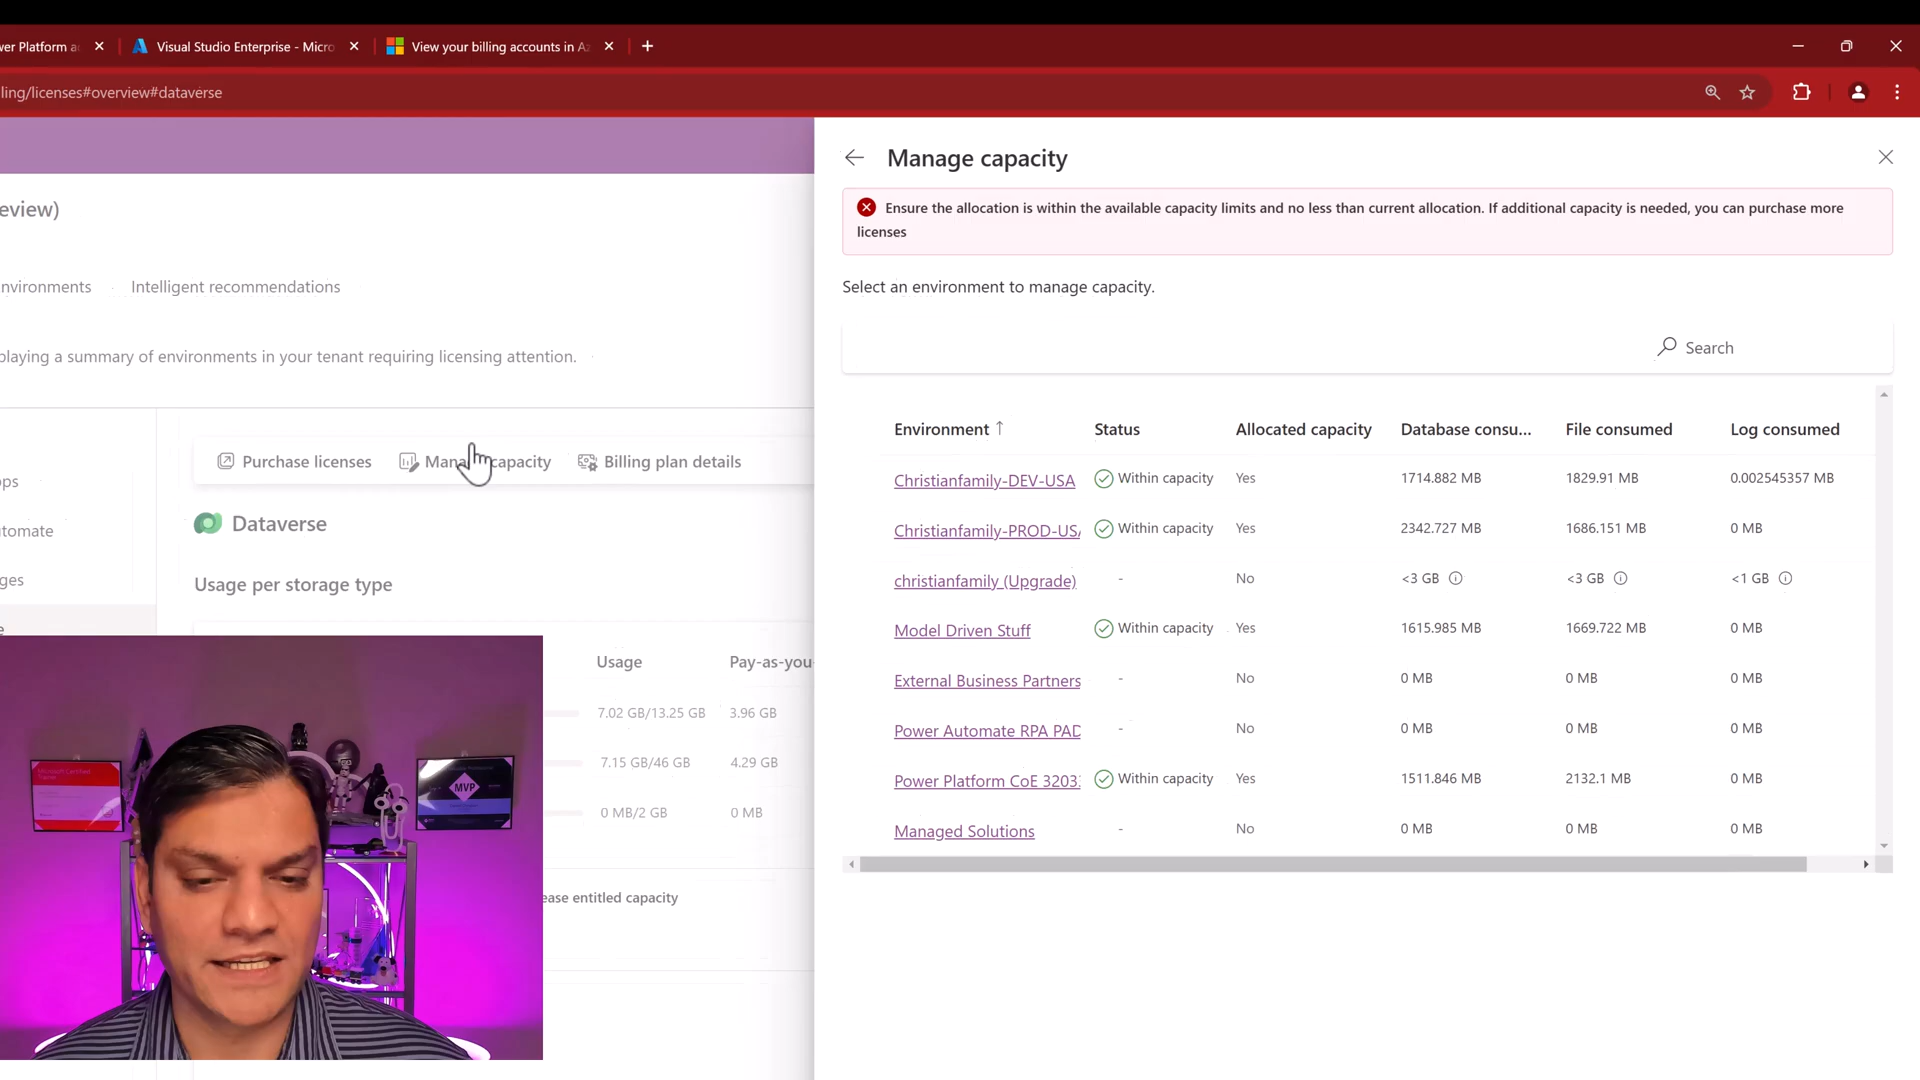 ver Platform a
Visual Studio Enterprise - Micro
View your billing accounts in Az
ling/licenses#overview#dataverse
eview)
nvironments
Intelligent recommendations
playing a summary of environments in your tenant requiring licensing attention.
Purchase licenses
Manage capacity
Billing plan details
ps
Dataverse
utomate
ges
Usage per storage type
e
Usage
Pay-as-you-
7.02 GB/13.25 GB
3.96 GB
7.15 GB/46 GB
4.29 GB
0 MB/2 GB
0 MB
ease entitled capacity
MVP
Manage capacity
Ensure the allocation is within the available capacity limits and no less than current allocation. If additional capacity is needed, you can purchase more
licenses
Select an environment to manage capacity.
Search
Environment Status Allocated capacity Database consu... File consumed Log consumed
Christianfamily-DEV-USA Within capacity Yes 1714.882 MB 1829.91 MB 0.002545357 MB
Christianfamily-PROD-USA Within capacity Yes 2342.727 MB 1686.151 MB 0 MB
christianfamily (Upgrade) - No <3 GB <3 GB <1 GB
Model Driven Stuff Within capacity Yes 1615.985 MB 1669.722 MB 0 MB
External Business Partners - No 0 MB 0 MB 0 MB
Power Automate RPA PAD - No 0 MB 0 MB 0 MB
Power Platform CoE 3203 Within capacity Yes 1511.846 MB 2132.1 MB 0 MB
Managed Solutions - No 0 MB 0 MB 0 MB